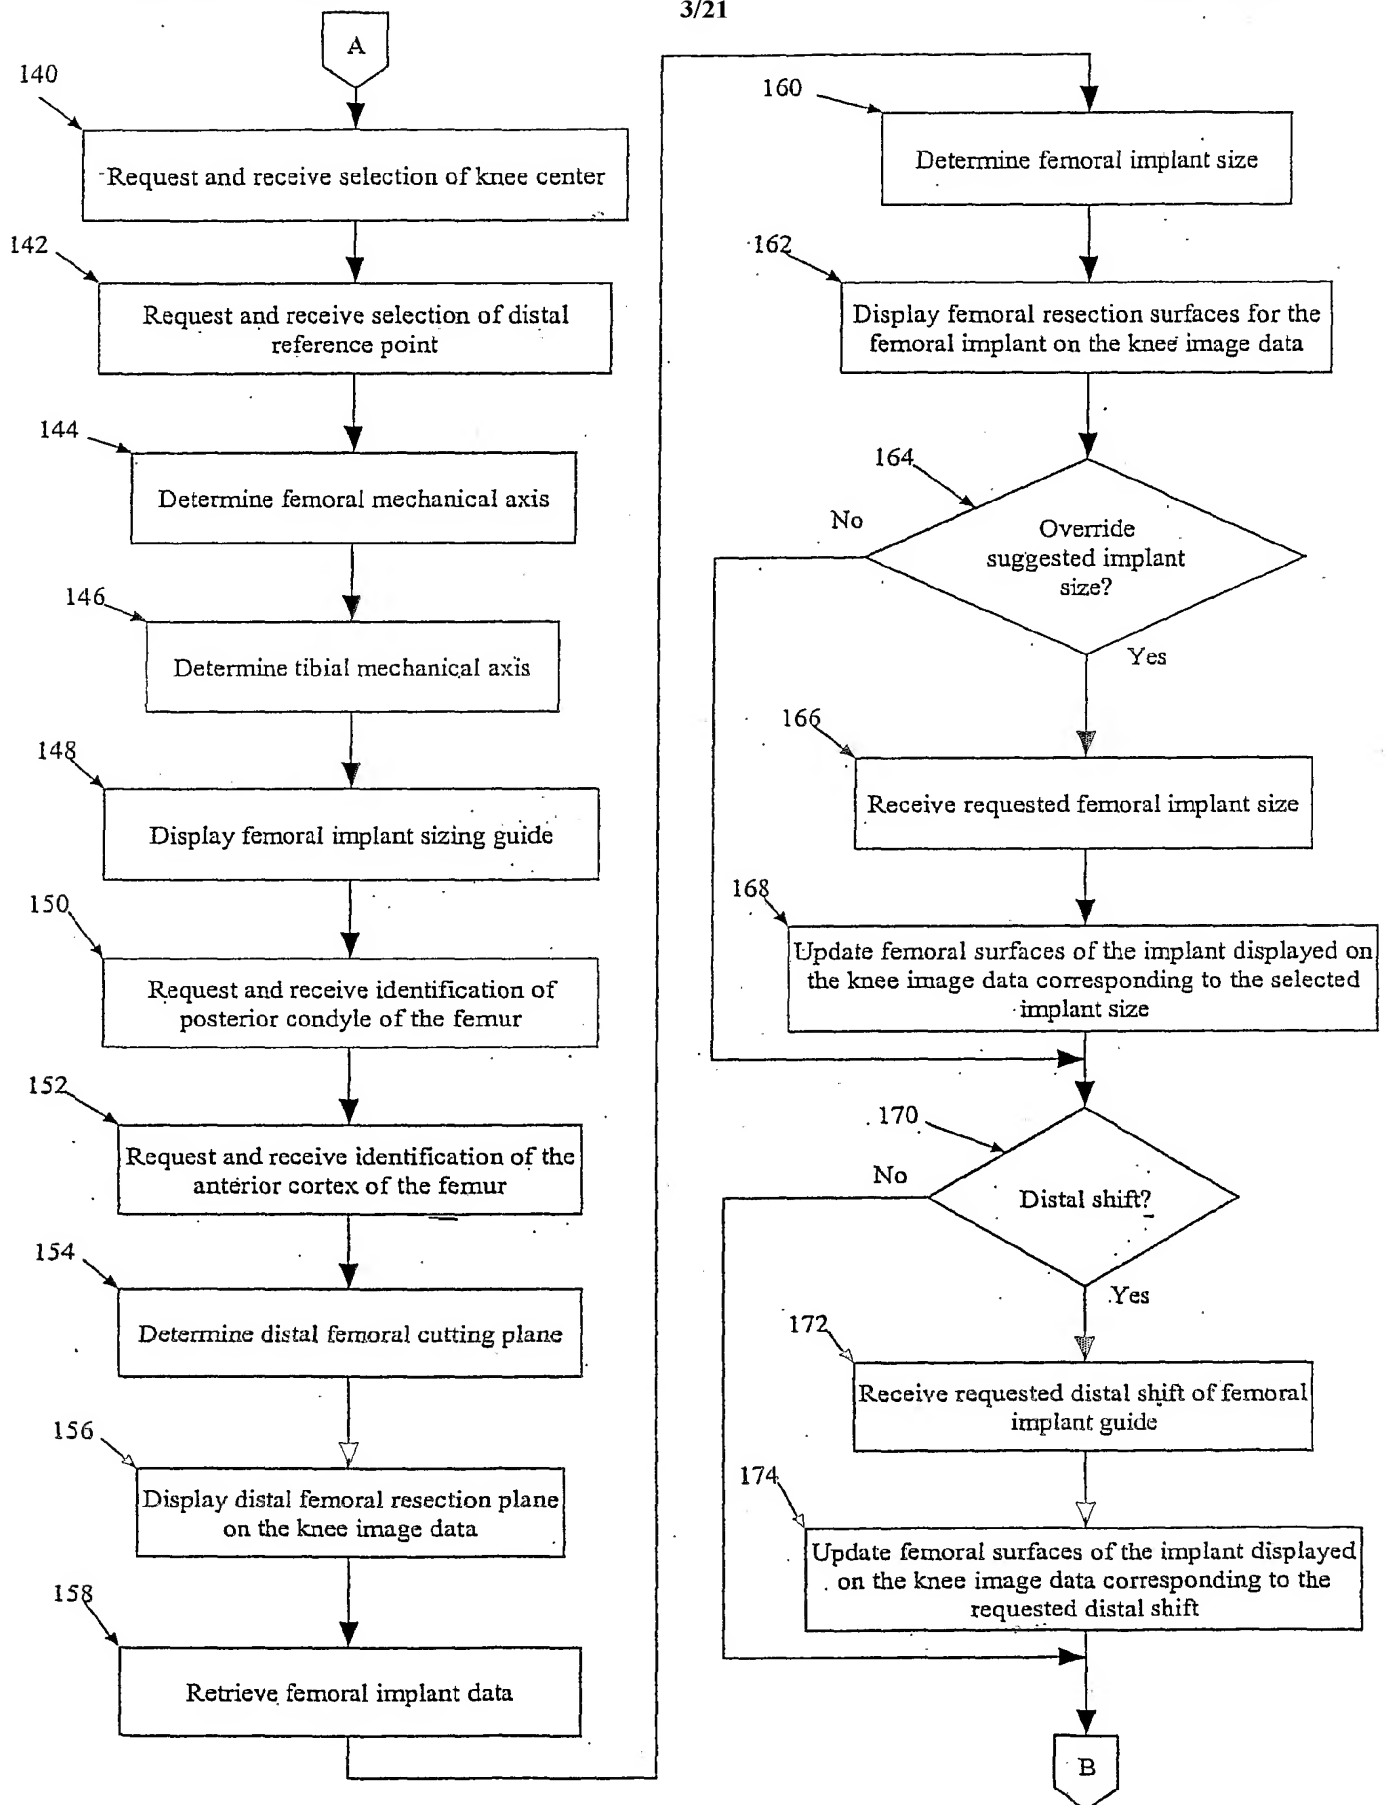 3/21
A
140
Request and receive selection of knee center
142
Request and receive selection of distal
reference point
144
Determine femoral mechanical axis
146
Determine tibial mechanical axis
148
Display femoral implant sizing guide
150
Request and receive identification of
posterior condyle of the femur
152
Request and receive identification of the
anterior cortex of the femur
154
Determine distal femoral cutting plane
156
Display distal femoral resection plane
on the knee image data
158
Retrieve femoral implant data
160
Determine femoral implant size
162
Display femoral resection surfaces for the
femoral implant on the knee image data
164
No
Override
suggested implant
size?
Yes
166
Receive requested femoral implant size
168
Update femoral surfaces of the implant displayed on
the knee image data corresponding to the selected
implant size
170
No
Distal shift?
Yes
172
Receive requested distal shift of femoral
implant guide
174
Update femoral surfaces of the implant displayed
on the knee image data corresponding to the
requested distal shift
B